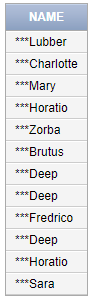 NAME
***Lubber
***Charlotte
***Mary
***Horatio
***Zorba
***Brutus
***Deep
***Deep
***Fredrico
***Deep
***Horatio
***Sara